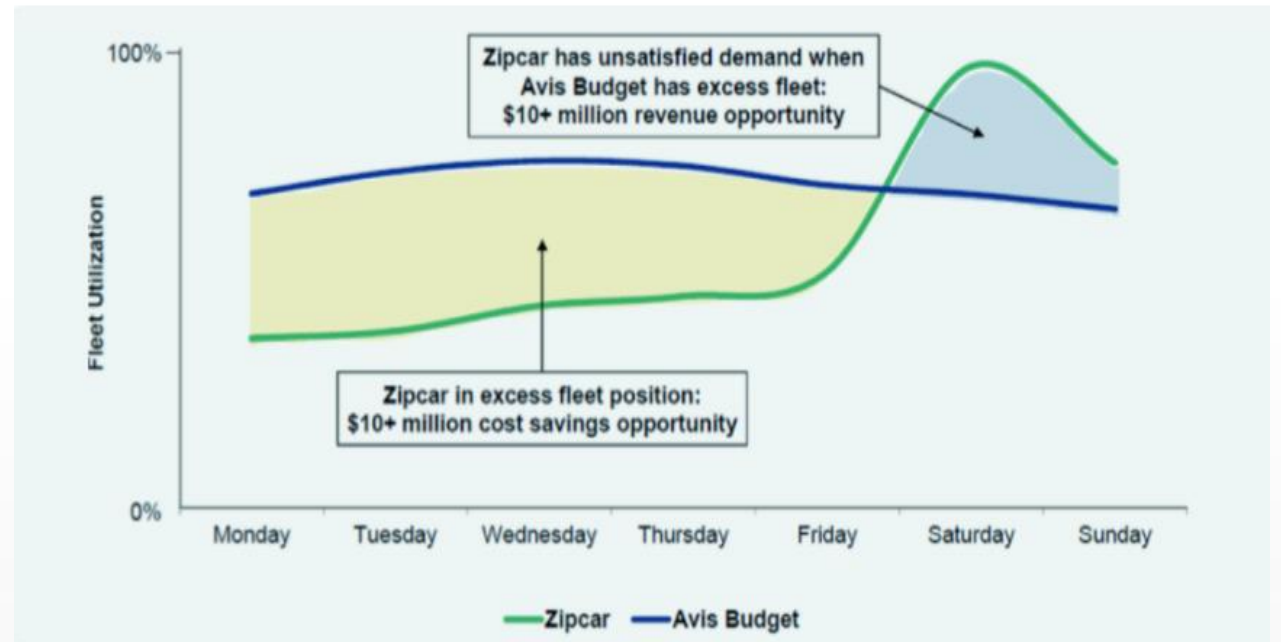 100%
Zipcar has unsatisfied demand when
Avis Budget has excess fleet:
$10+ million revenue opportunity
Fleet Utilization
Zipcar in excess fleet position:
$10+ million cost savings opportunity
0%
Monday Tuesday Wednesday Thursday Friday Saturday Sunday
Zipcar Avis Budget